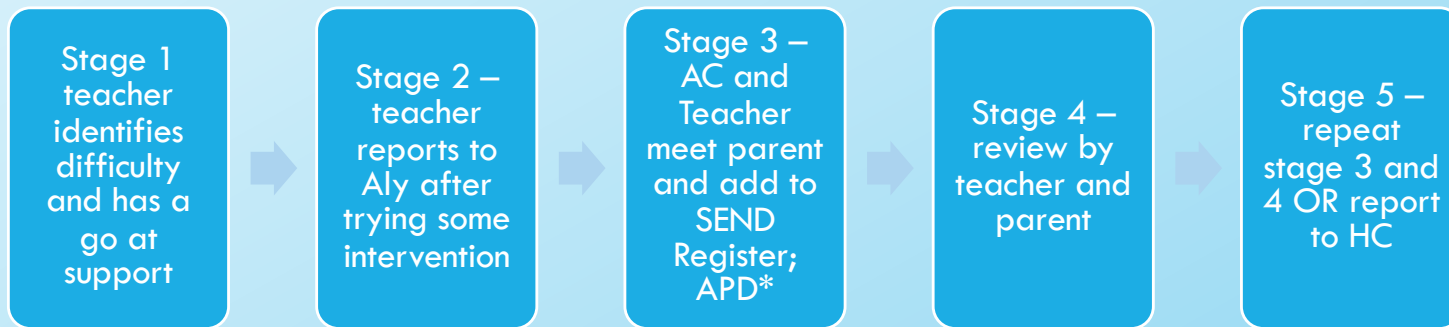 Stage 1
teacher
identifies
difficulty
and has a
go at
support
Stage 2 –
teacher
reports to
Aly after
trying some
intervention
Stage 3 –
AC and
Teacher
meet parent
and add to
SEND
Register;
APD*
Stage 4 –
review by
teacher and
parent
Stage 5 –
repeat
stage 3 and
4 OR report
to HC